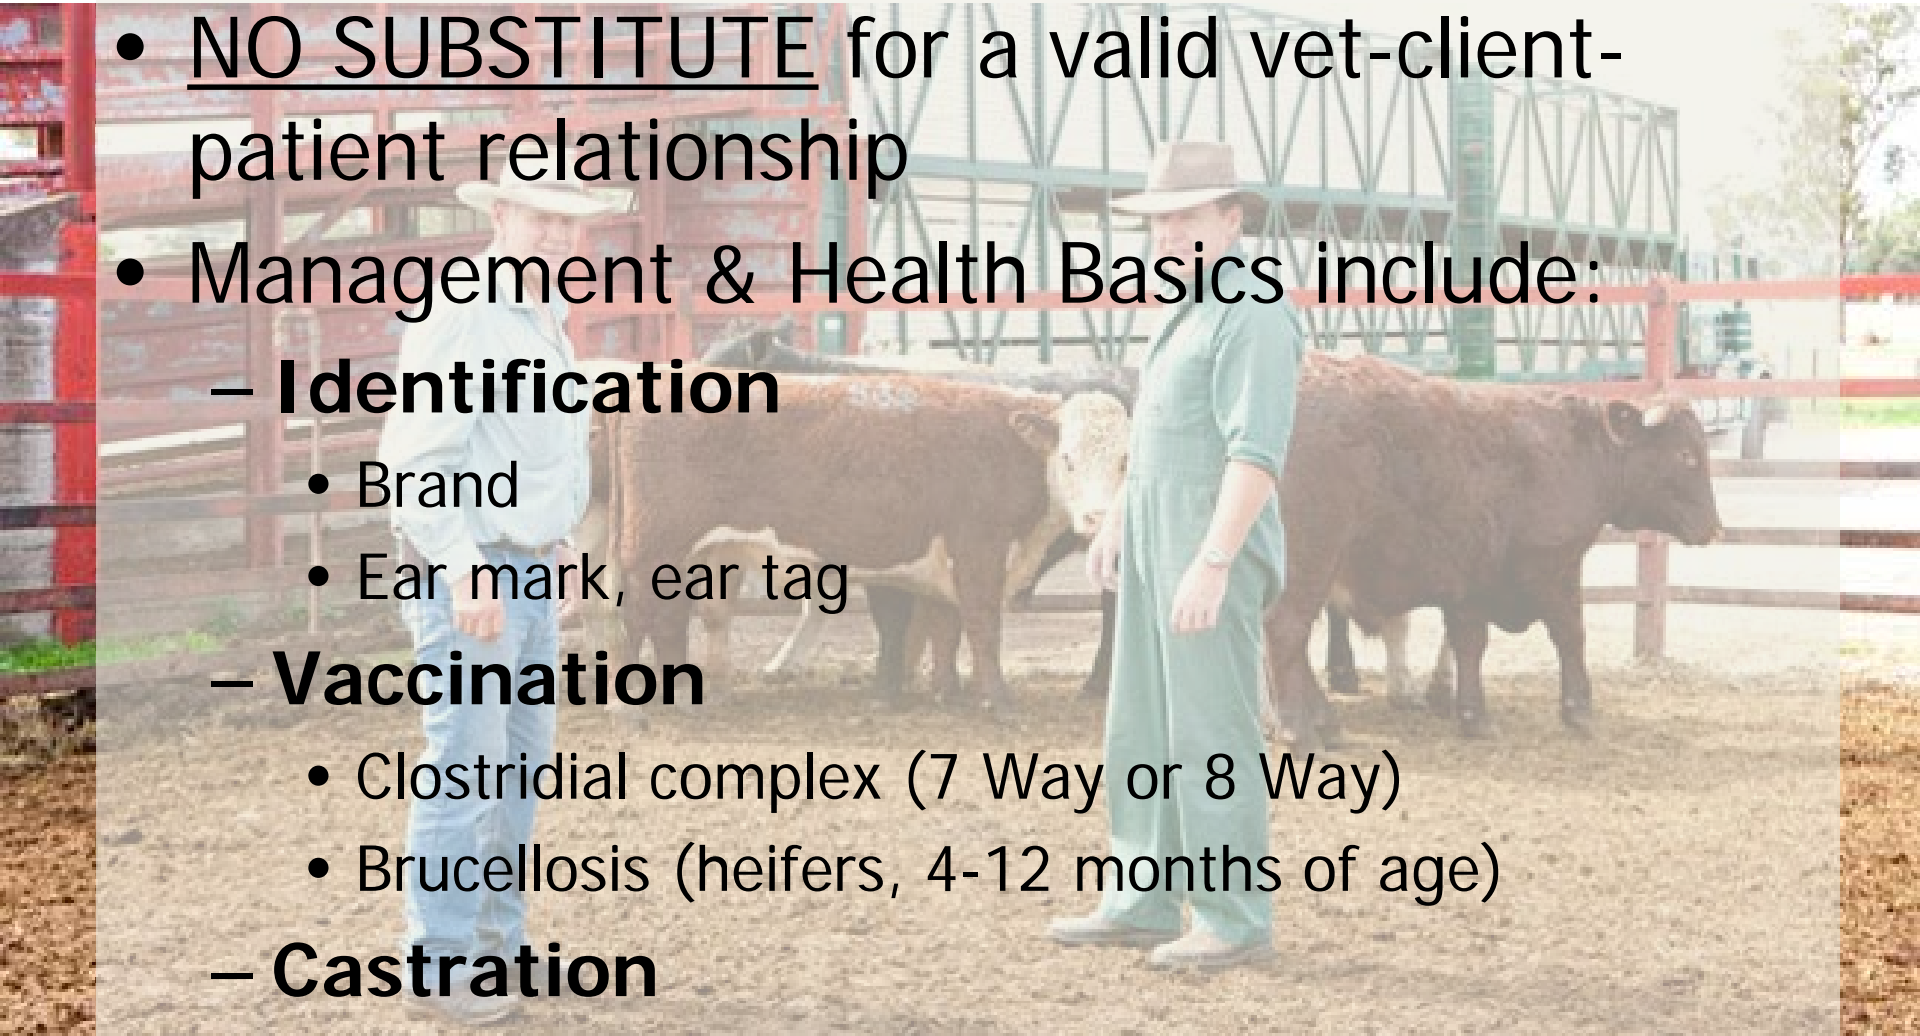 • NO SUBSTITUTE for a valid vet-client-
patient relationship
• Management & Health Basics include:
– Identification
• Brand
• Ear mark, ear tag
– Vaccination
• Clostridial complex (7 Way or 8 Way)
• Brucellosis (heifers, 4-12 months of age)
– Castration